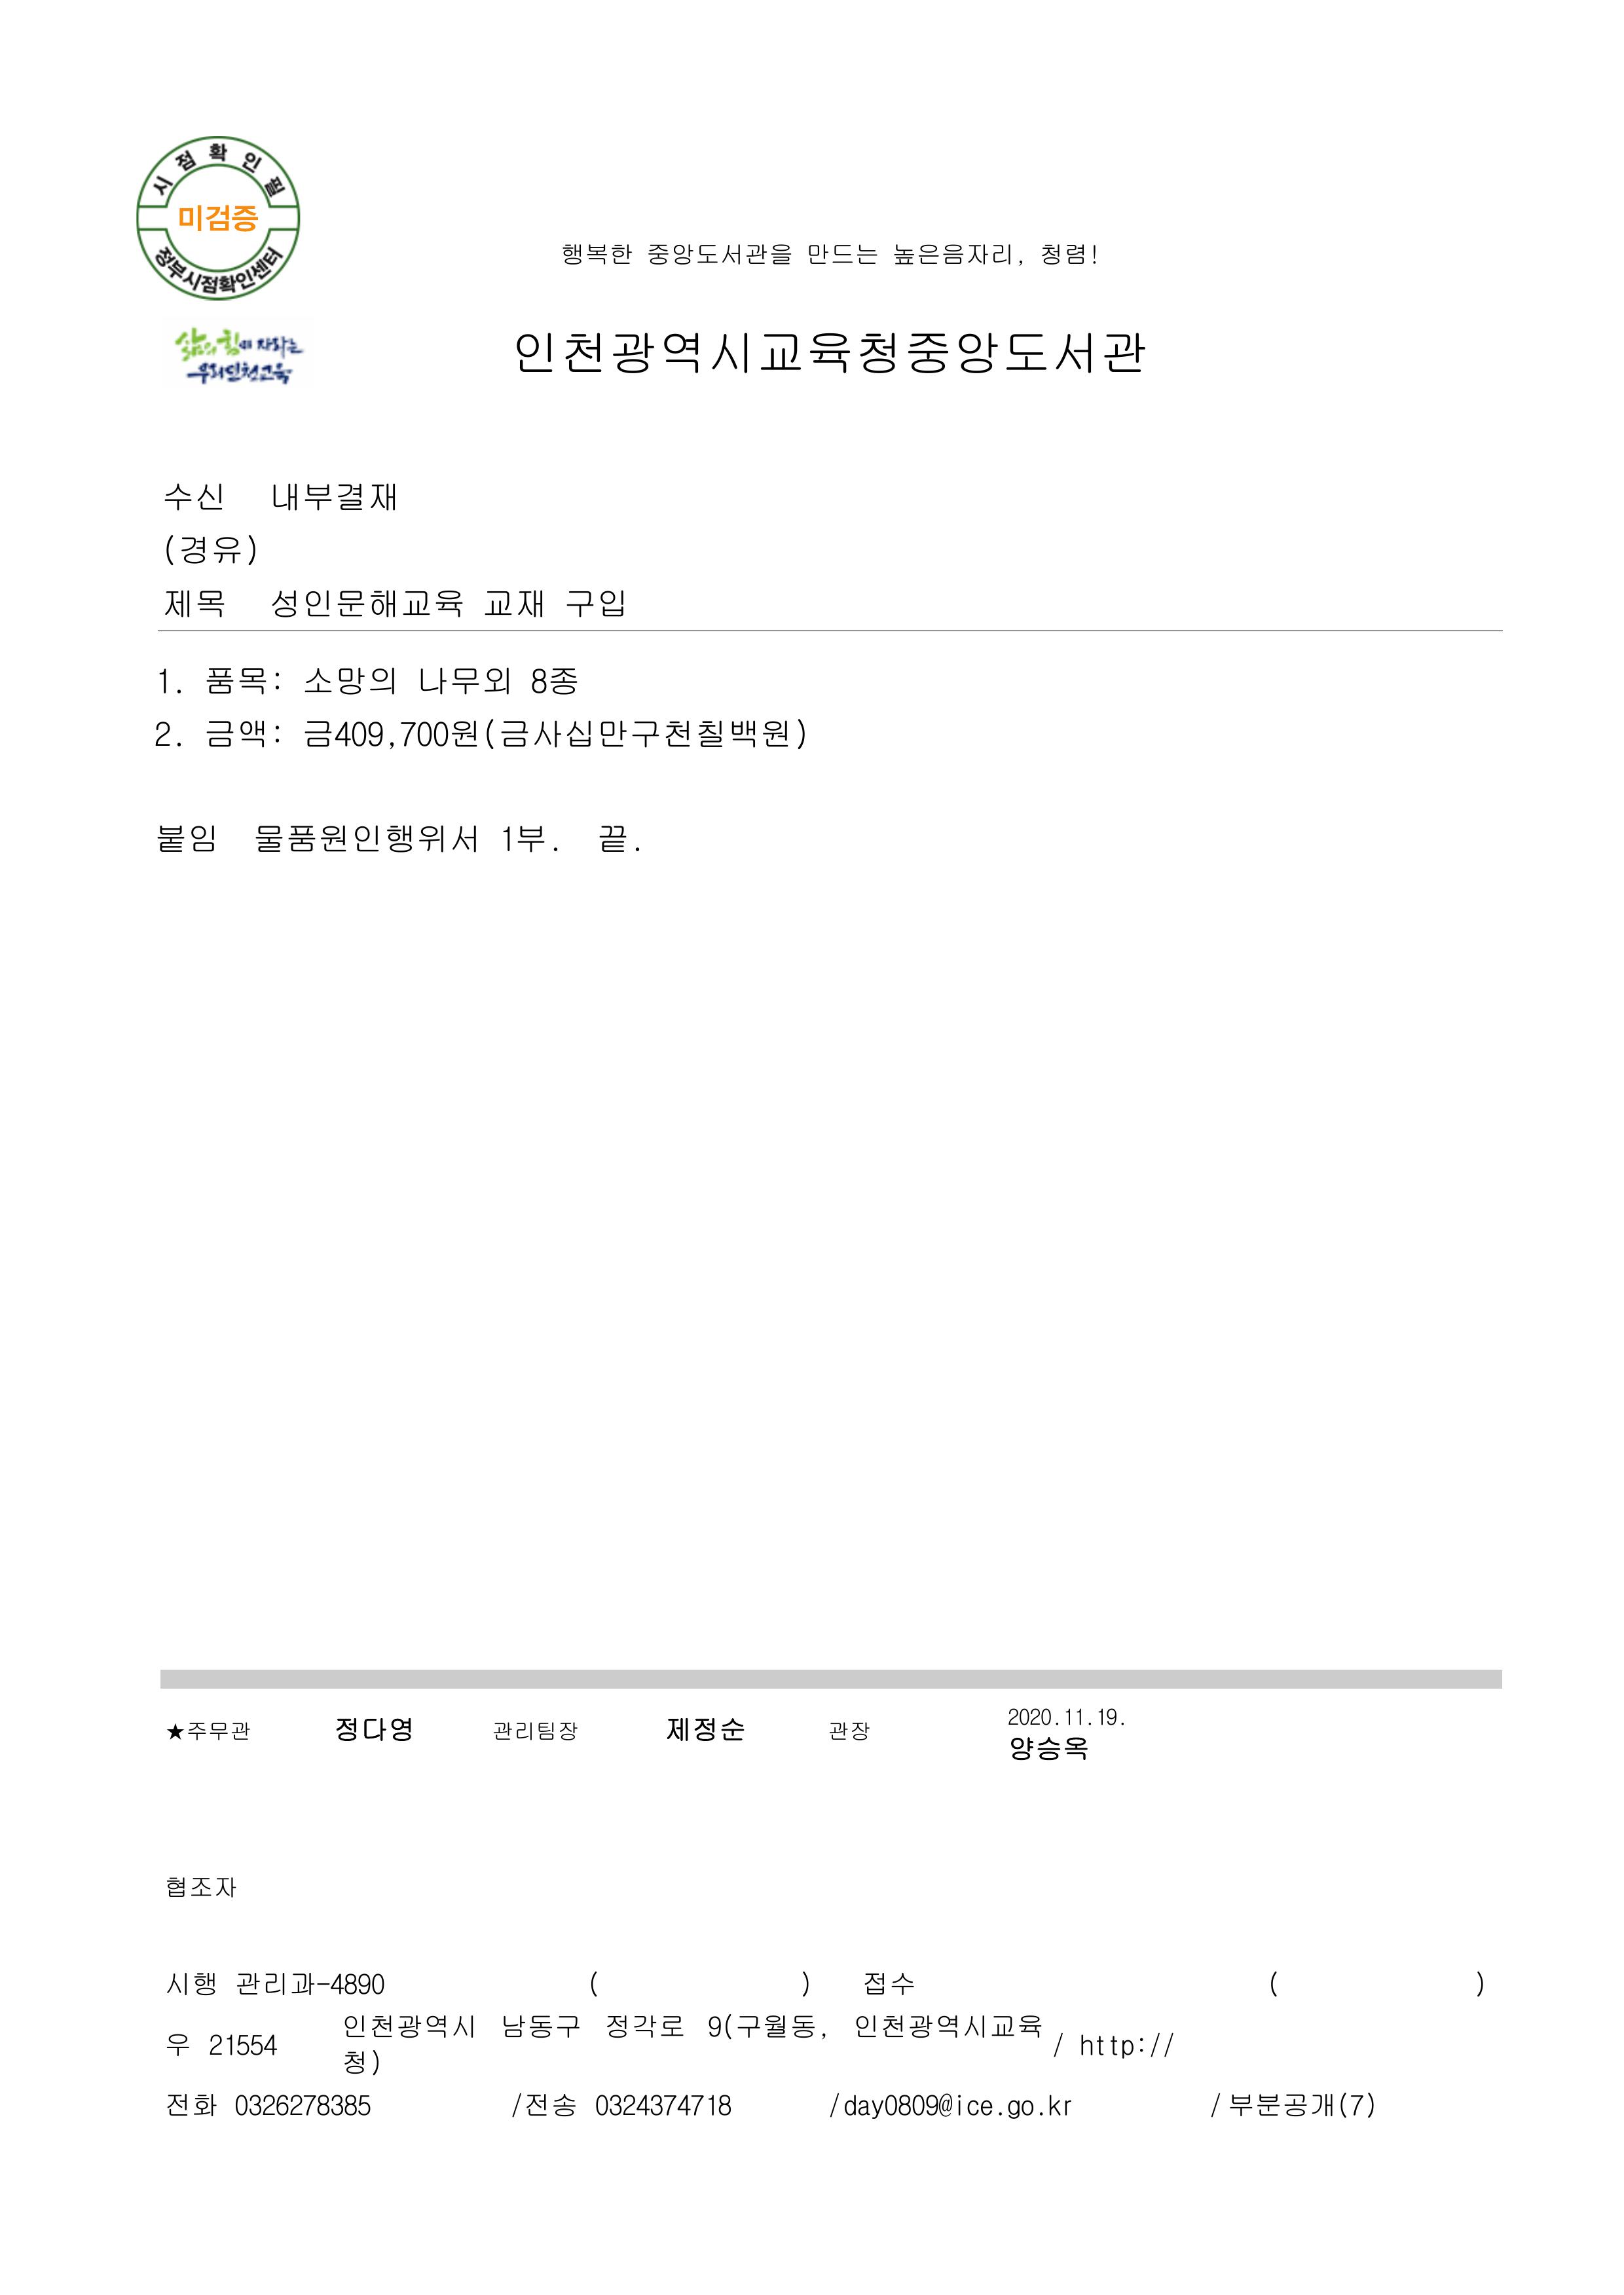 시점확인필
미검증
정부시점확인센터
행복한 중앙도서관을 만드는 높은음자리, 청렴!
삶의 힘이 자라는
우리인천교육
인천광역시교육청중앙도서관
수신 내부결재
(경유)
제목 성인문해교육 교재 구입
1. 품목: 소망의 나무외 8종
2. 금액: 금409,700원(금사십만구천칠백원)
붙임 물품원인행위서 1부. 끝.
★주무관 정다영 관리팀장 제정순 관장 2020.11.19.
양승옥
협조자
시행 관리과-4890 ( ) 접수 ( )
우 21554 인천광역시 남동구 정각로 9(구월동, 인천광역시교육
청) / http://
전화 0326278385 /전송 0324374718 /day0809@ice.go.kr /부분공개(7)